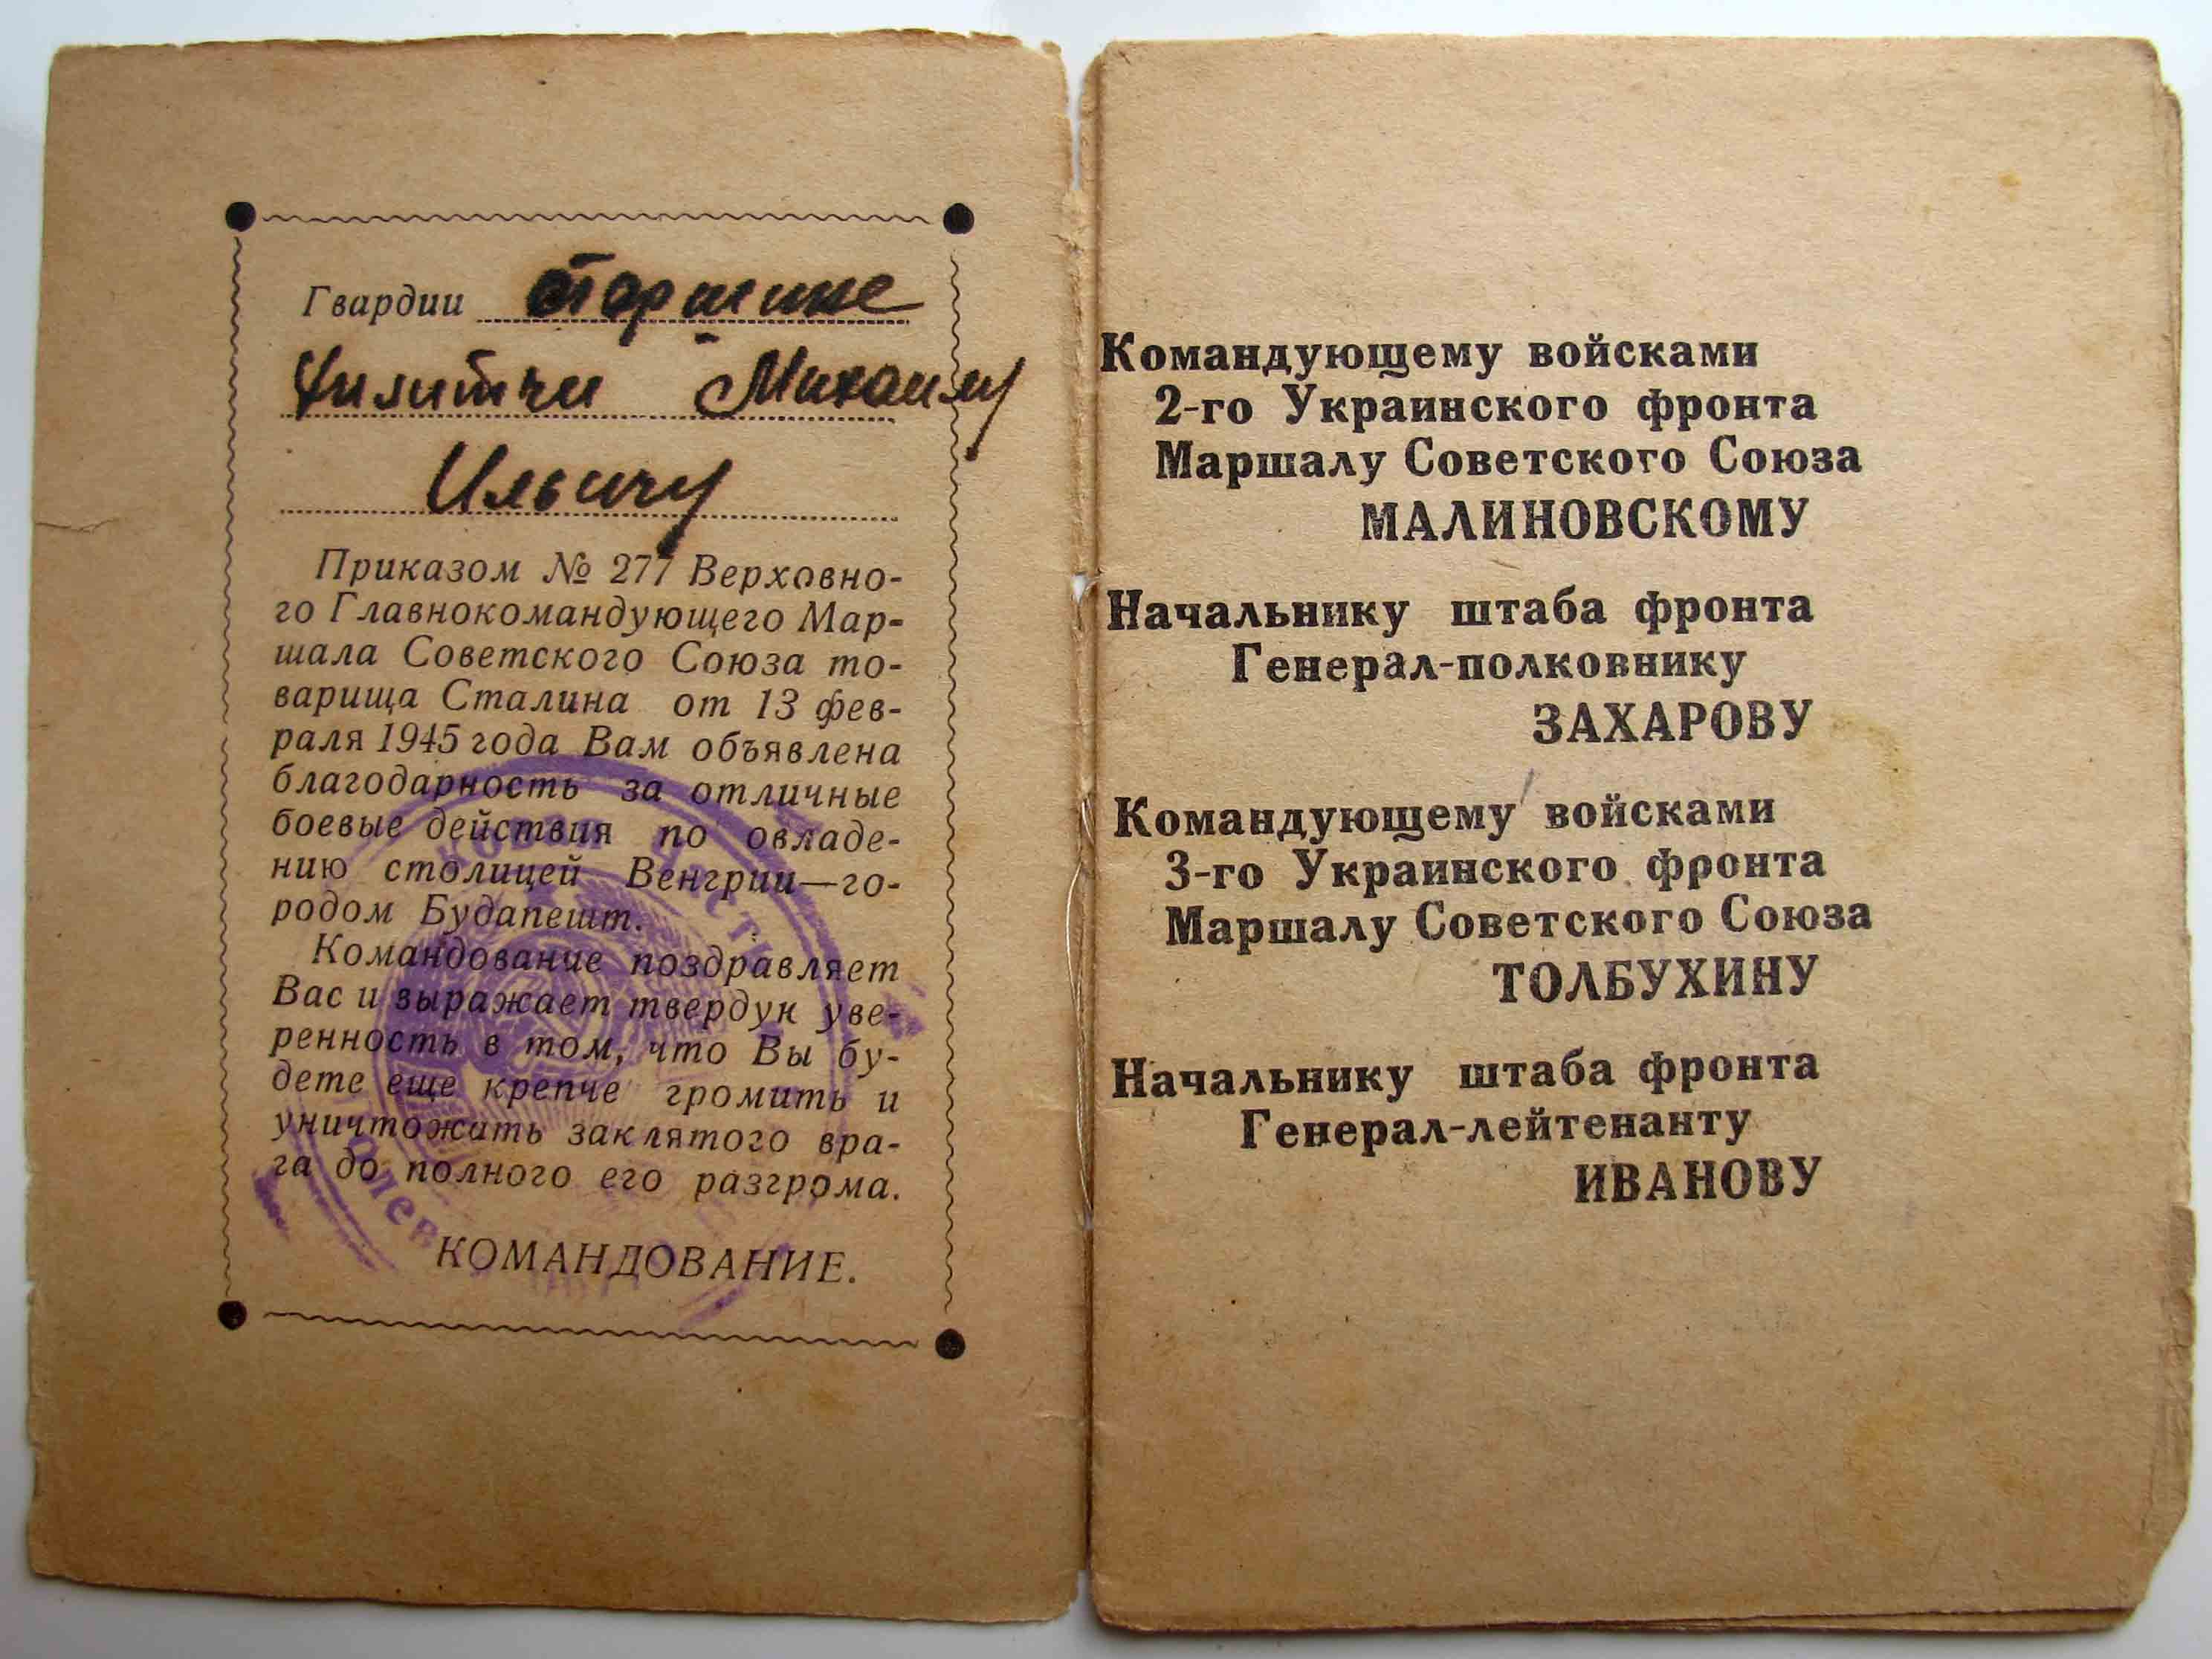 Гвардии старшине
Михаилу
Ильичу
Приказом № 277 Верховно-
го Главнокомандующего Мар-
шала Советского Союза то-
варища Сталина от 13 фев-
раля 1945 года Вам объявлена
благодарность за отличные
боевые действия по овладе-
нию столицей Венгрии—го-
родом Будапешт.
Командование поздравляет
Вас и выражает твердую уве-
ренность в том, что Вы бу-
дете еще крепче громить и
уничтожать заклятого вра-
га до полного его разгрома.
КОМАНДОВАНИЕ.
Командующему войсками
2-го Украинского фронта
Маршалу Советского Союза
МАЛИНОВСКОМУ
Начальнику штаба фронта
Генерал-полковнику
ЗАХАРОВУ
Командующему войсками
3-го Украинского фронта
Маршалу Советского Союза
ТОЛБУХИНУ
Начальнику штаба фронта
Генерал-лейтенанту
ИВАНОВУ